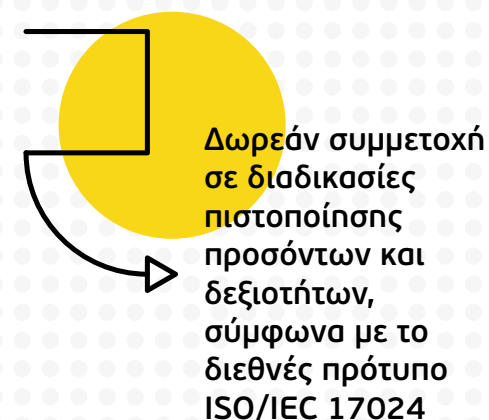 Δωρεάν συμμετοχή
σε διαδικασίες
πιστοποίησης
προσόντων και
δεξιοτήτων,
σύμφωνα με το
διεθνές πρότυπο
ISO/IEC 17024